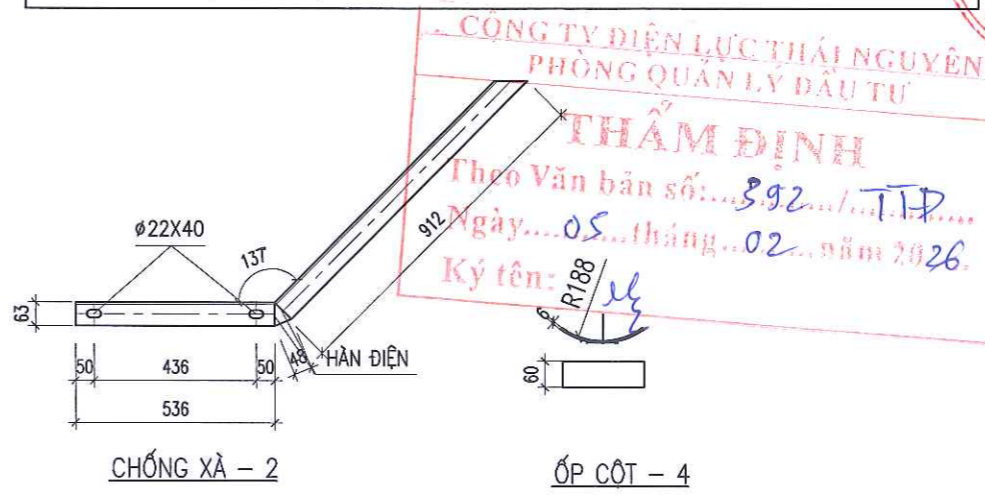 CÔNG TY ĐIỆN LỰC THÁI NGUYÊN
PHÒNG QUẢN LÝ ĐẦU TƯ
THẨM ĐỊNH
Theo Văn bản số:....392..../...TTĐ......
Ngày....05....tháng....02....năm 2026.
Ký tên:
ø22X40
137
912
63
50
436
50
48
HÀN ĐIỆN
536
CHỐNG XÀ - 2
6
R188
60
ỐP CỘT - 4